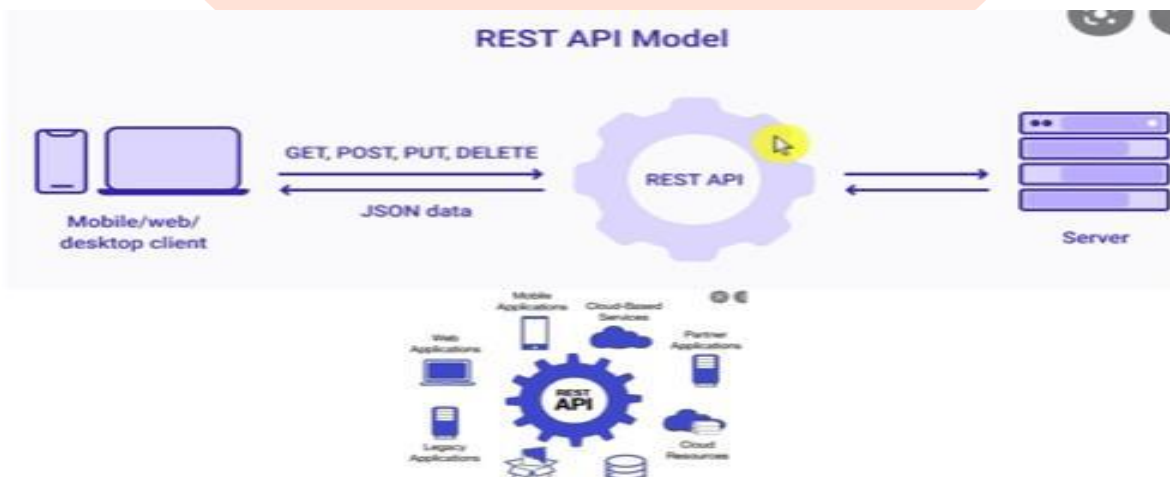 REST API Model
GET, POST, PUT, DELETE
JSON data
Mobile/web/
desktop client
REST API
Server
Mobile
Applications
Cloud-Based
Services
Web
Applications
Partner
Applications
REST
API
Legacy
Applications
Cloud
Resources